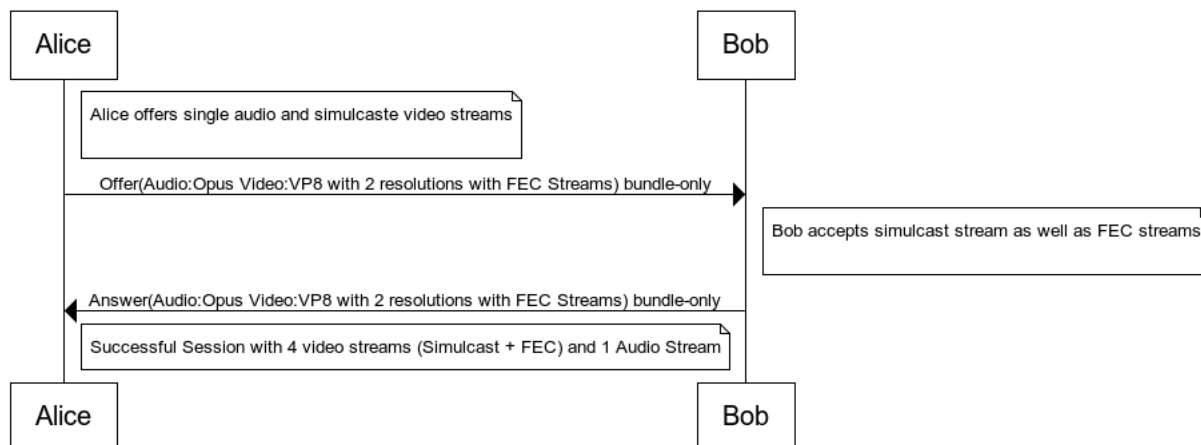 Alice
Bob
Alice offers single audio and simulcaste video streams
Offer(Audio:Opus Video:VP8 with 2 resolutions with FEC Streams) bundle-only
Bob accepts simulcast stream as well as FEC streams
Answer(Audio:Opus Video:VP8 with 2 resolutions with FEC Streams) bundle-only
Successful Session with 4 video streams (Simulcast + FEC) and 1 Audio Stream
Alice
Bob